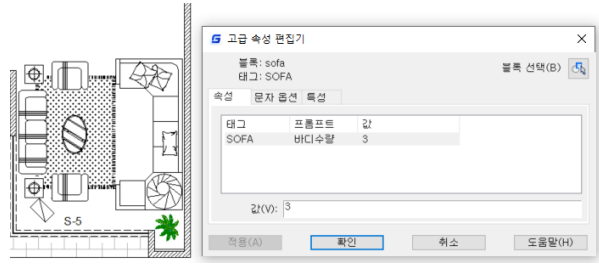 고급 속성 편집기
블록: sofa
태그: SOFA
블록 선택(B)
속성 문자 옵션 특성
태그 프롬프트 값
SOFA 바디수량 3
값(V): 3
적용(A) 확인 취소 도움말(H)
S-5